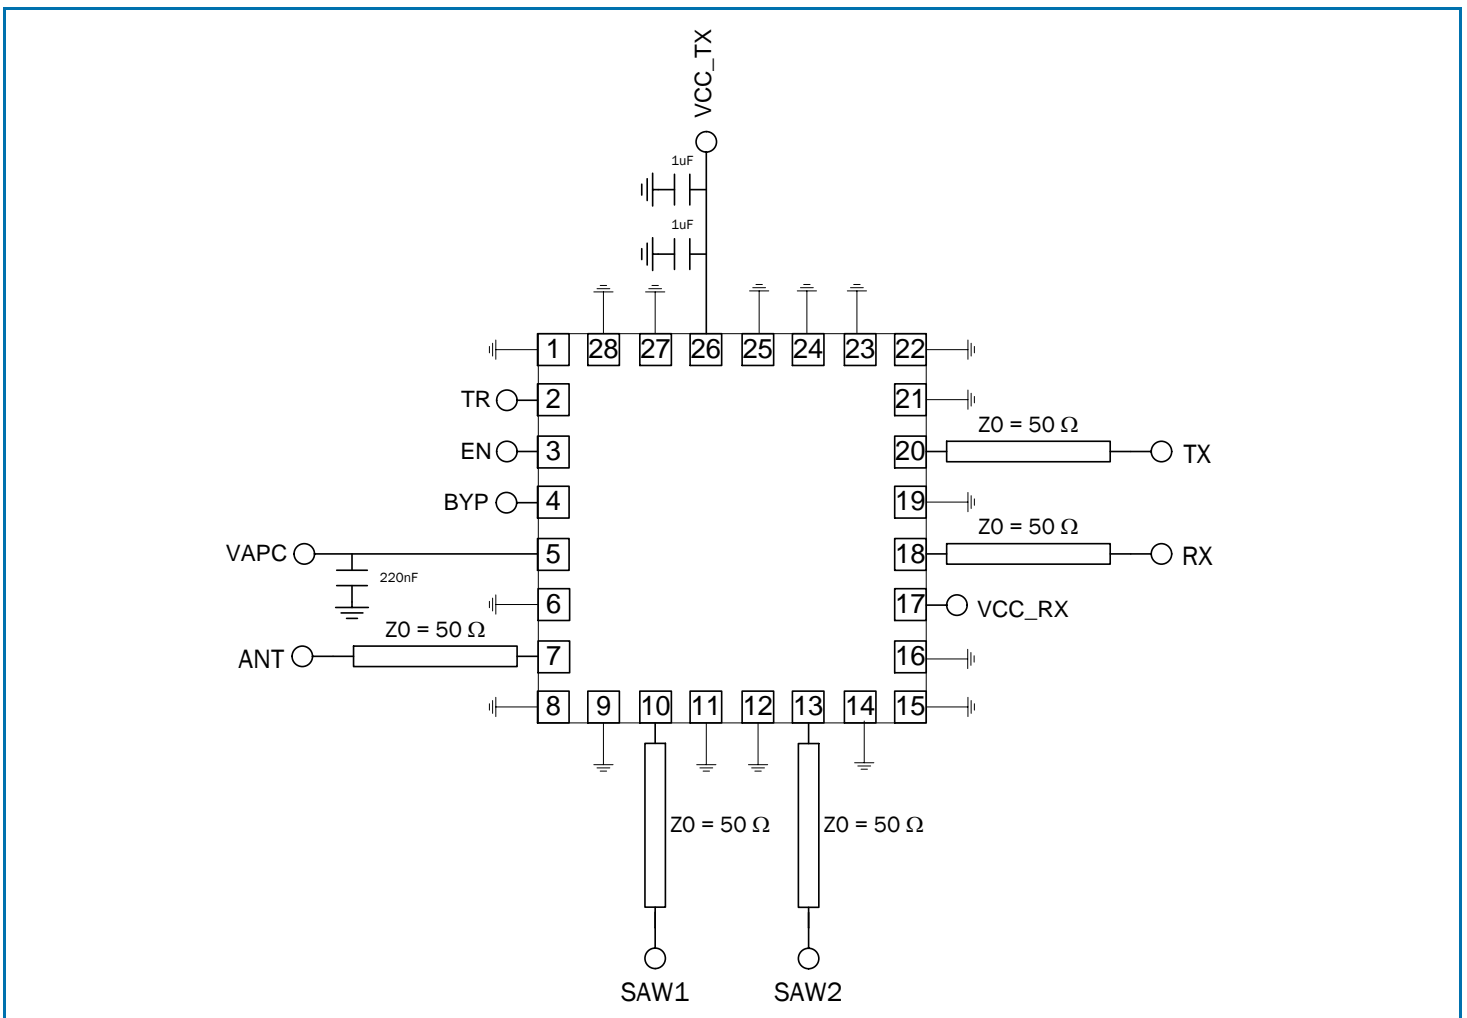 VCC_TX
1uF
1uF
1 28 27 26 25 24 23 22
TR 2 21
Z0 = 50 Ω
EN 3 20 TX
BYP 4 19
Z0 = 50 Ω
VAPC 5 18 RX
220nF
6 17 VCC_RX
Z0 = 50 Ω
ANT 7 16
8 9 10 11 12 13 14 15
Z0 = 50 Ω Z0 = 50 Ω
SAW1 SAW2